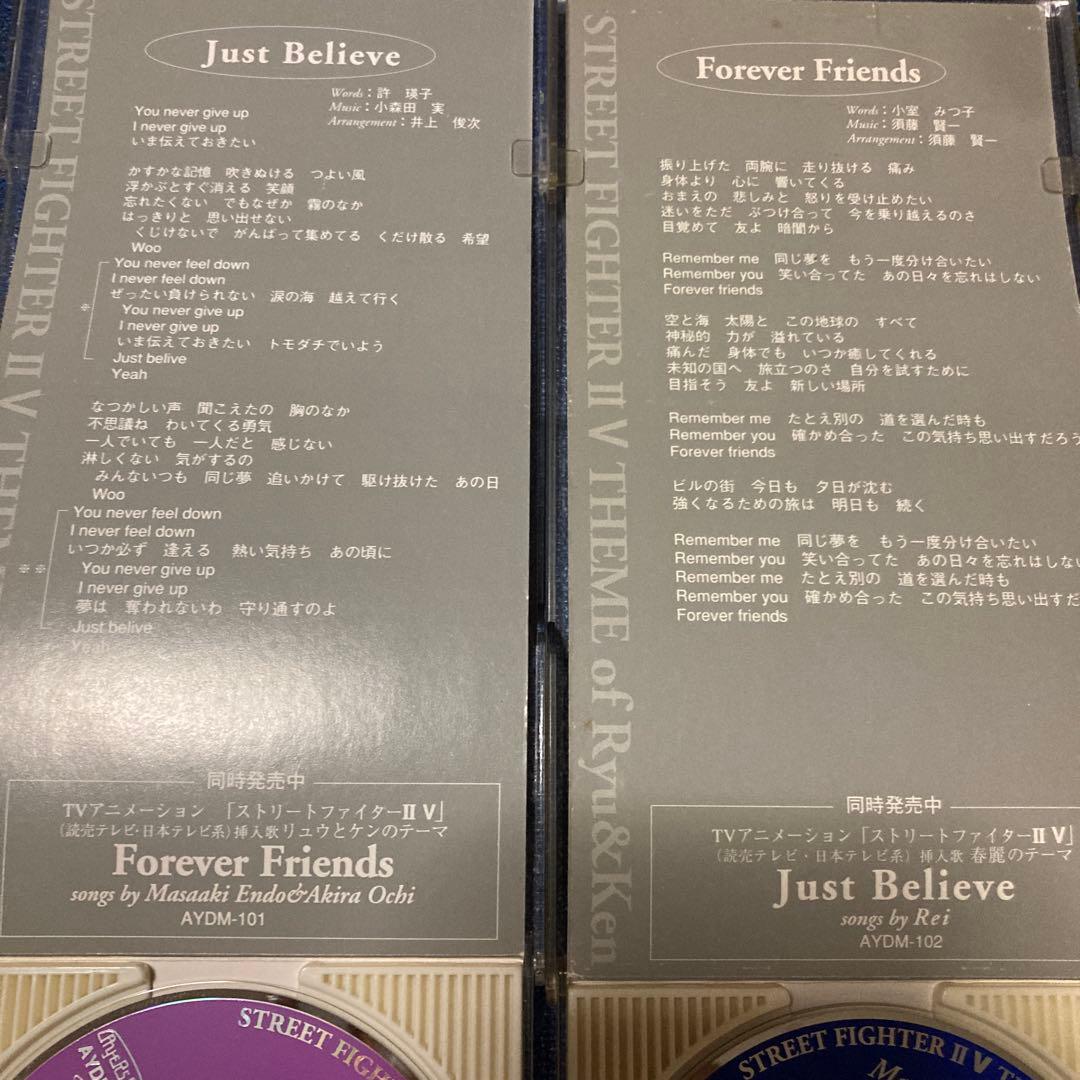 STREET FIGHTER II V THEM
Just Believe
Words：許　瑛子
Music：小森田　実
Arrangement：井上　俊次
You never give up
I never give up
いま伝えておきたい
かすかな記憶　吹きぬける　つよい風
浮かぶとすぐ消える　笑顔
忘れたくない　でもなぜか　霧のなか
はっきりと　思い出せない
くじけないで　がんばって集めてる　くだけ散る　希望
Woo
You never feel down
I never feel down
ぜったい負けられない　涙の海　越えて行く
※
You never give up
I never give up
いま伝えておきたい　トモダチでいよう
Just belive
Yeah
なつかしい声　聞こえたの　胸のなか
不思議ね　わいてくる勇気
一人でいても　一人だと　感じない
淋しくない　気がするの
みんないつも　同じ夢　追いかけて　駆け抜けた　あの日
Woo
You never feel down
I never feel down
いつか必ず　逢える　熱い気持ち　あの頃に
※※
You never give up
I never give up
夢は　奪われないわ　守り通すのよ
Just belive
Yeah
同時発売中
TVアニメーション　「ストリートファイターII V」
(読売テレビ・日本テレビ系) 挿入歌 リュウとケンのテーマ
Forever Friends
songs by Masaaki Endo&Akira Ochi
AYDM-101
STREET FIGH
AYD
STREET FIGHTER II V THEME of Ryu&Ken
Forever Friends
Words：小室　みつ子
Music：須藤　賢一
Arrangement：須藤　賢一
振り上げた　両腕に　走り抜ける　痛み
身体より　心に　響いてくる
おまえの　悲しみと　怒りを受け止めたい
迷いをただ　ぶつけ合って　今を乗り越えるのさ
目覚めて　友よ　暗闇から
Remember me　同じ夢を　もう一度分け合いたい
Remember you　笑い合ってた　あの日々を忘れはしない
Forever friends
空と海　太陽と　この地球の　すべて
神秘的　力が　溢れている
痛んだ　身体でも　いつか癒してくれる
未知の国へ　旅立つのさ　自分を試すために
目指そう　友よ　新しい場所
Remember me　たとえ別の　道を選んだ時も
Remember you　確かめ合った　この気持ち思い出すだろう
Forever friends
ビルの街　今日も　夕日が沈む
強くなるための旅は　明日も　続く
Remember me　同じ夢を　もう一度分け合いたい
Remember you　笑い合ってた　あの日々を忘れはしない
Remember me　たとえ別の　道を選んだ時も
Remember you　確かめ合った　この気持ち思い出すだ
Forever friends
同時発売中
TVアニメーション「ストリートファイターII V」
(読売テレビ・日本テレビ系) 挿入歌 春麗のテーマ
Just Believe
songs by Rei
AYDM-102
STREET FIGHTER II V T